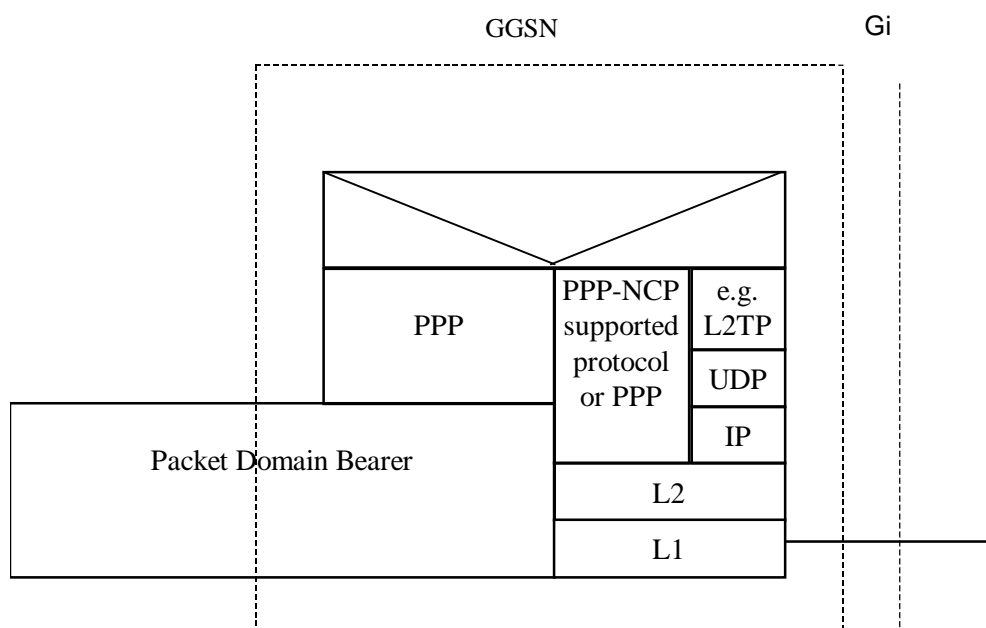 GGSN
Gi
PPP
PPP-NCP
supported
protocol
or PPP
e.g.
L2TP
UDP
IP
Packet Domain Bearer
L2
L1